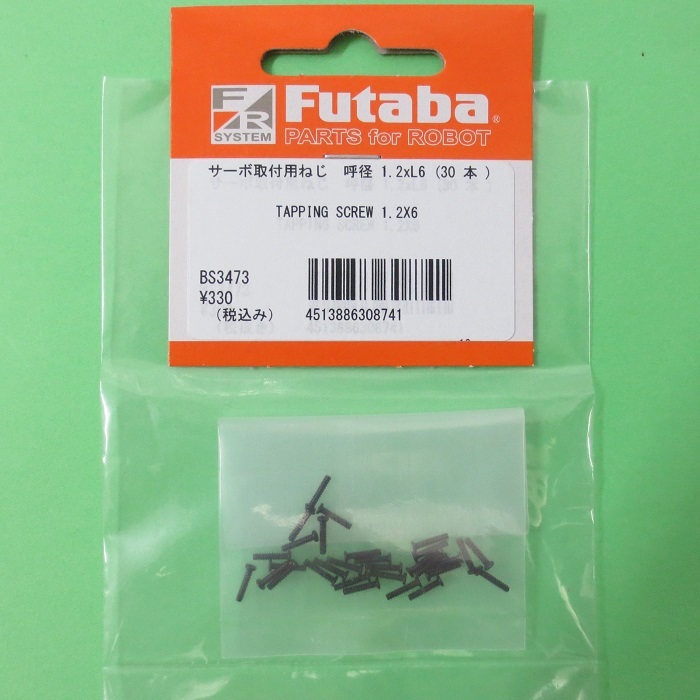 FR
SYSTEM
Futaba®
PARTS for ROBOT
サーボ取付用ねじ 呼径 1.2xL6 (30 本 )
TAPPING SCREW 1.2X6
BS3473
¥330
(税込み)
4513886308741